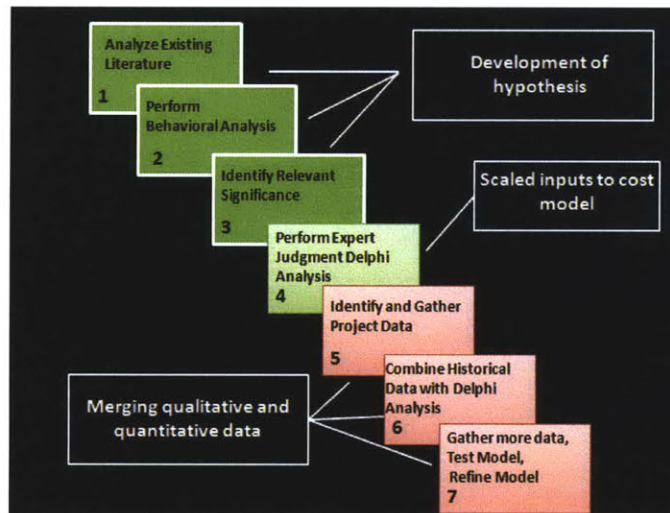 Analyze Existing
Literature
1
Development of
hypothesis
Perform
Behavioral Analysis
2
Identify Relevant
Significance
3
Scaled inputs to cost
model
Perform Expert
Judgment Delphi
Analysis
4
Identify and Gather
Project Data
5
Merging qualitative and
quantitative data
Combine Historical
Data with Delphi
Analysis
6
Gather more data,
Test Model,
Refine Model
7